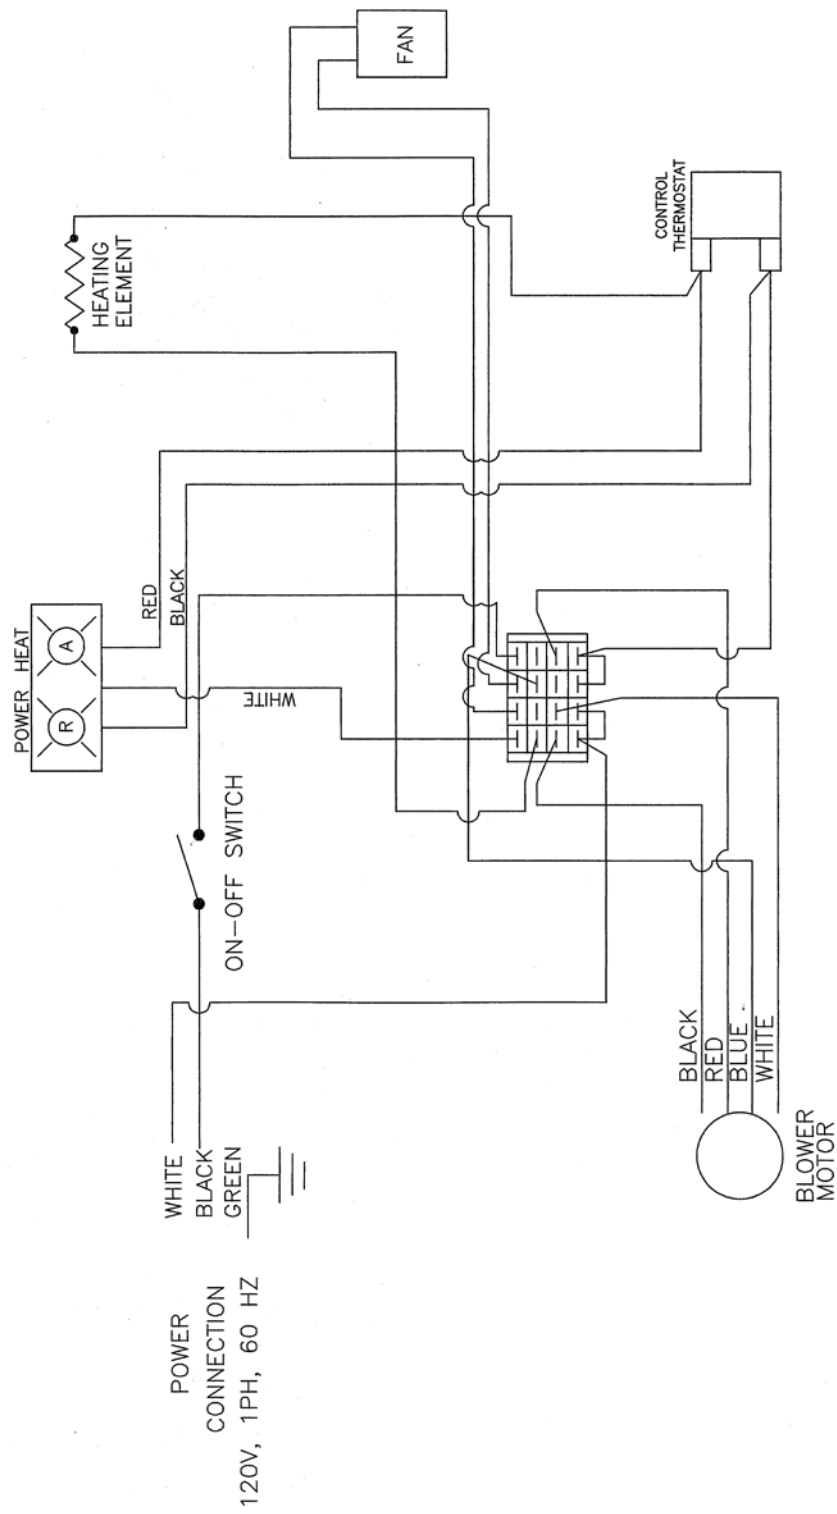 FAN
HEATING
ELEMENT
CONTROL
THERMOSTAT
POWER HEAT
R
A
RED
BLACK
WHITE
ON-OFF SWITCH
WHITE
BLACK
GREEN
POWER
CONNECTION
120V, 1PH, 60 HZ
BLACK
RED
BLUE
WHITE
BLOWER
MOTOR